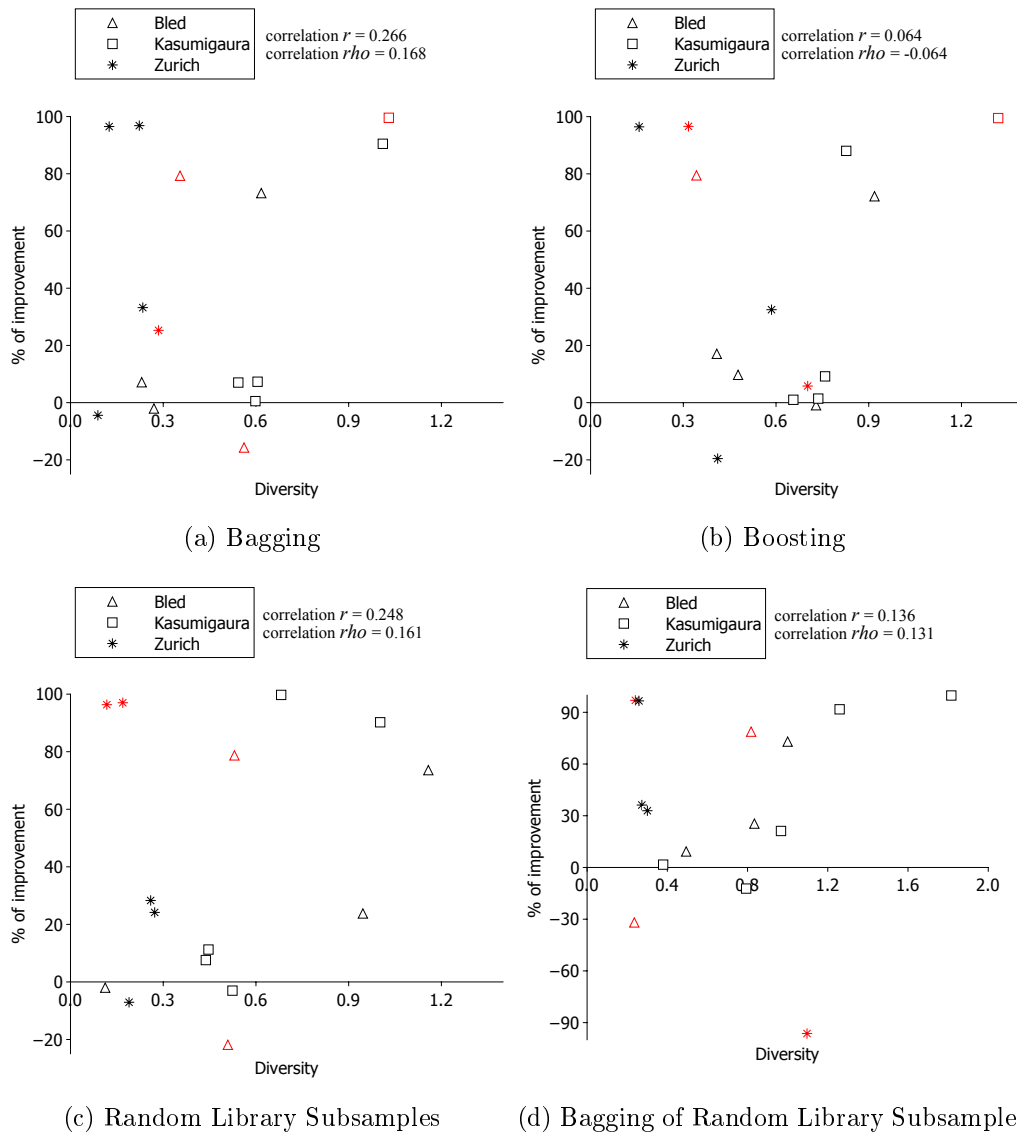 Bled
Kasumigaura
Zurich
correlation r = 0.266
correlation rho = 0.168
100
80
60
40
20
0
−20
% of improvement
0.0 0.3 0.6 0.9 1.2
Diversity
(a) Bagging
Bled
Kasumigaura
Zurich
correlation r = 0.064
correlation rho = -0.064
100
80
60
40
20
0
−20
% of improvement
0.0 0.3 0.6 0.9 1.2
Diversity
(b) Boosting
Bled
Kasumigaura
Zurich
correlation r = 0.248
correlation rho = 0.161
100
80
60
40
20
0
−20
% of improvement
0.0 0.3 0.6 0.9 1.2
Diversity
(c) Random Library Subsamples
Bled
Kasumigaura
Zurich
correlation r = 0.136
correlation rho = 0.131
90
60
30
0
−30
−60
−90
% of improvement
0.0 0.4 0.8 1.2 1.6 2.0
Diversity
(d) Bagging of Random Library Subsample